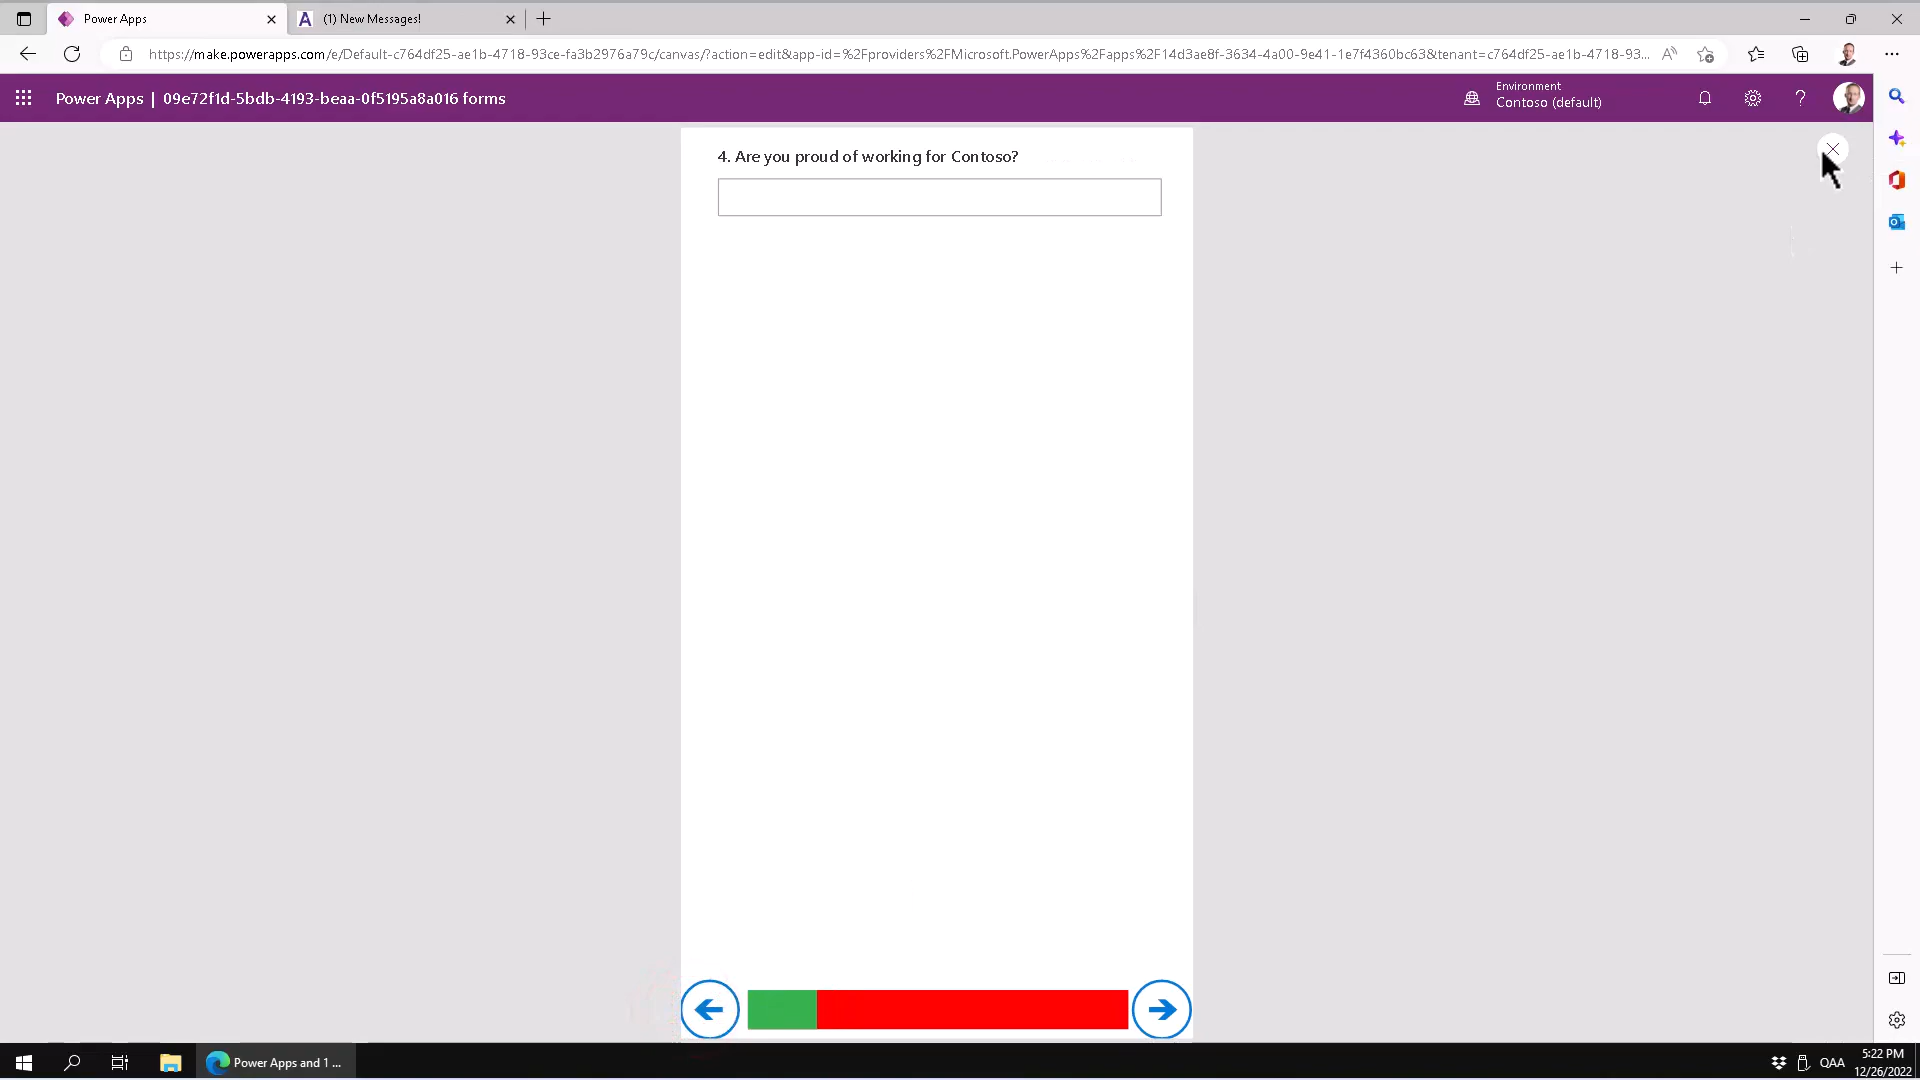 Power Apps
A (1) New Messages!
https://make.powerapps.com/e/Default-c764df25-ae1b-4718-93ce-fa3b2976a79c/canvas/?action=edit&app-id=%2Fproviders%2FMicrosoft.PowerApps%2Fapps%2F14d3ae8f-3634-4a00-9e41-1e7f4360bc63&tenant=c764df25-ae1b-4718-93...
Power Apps | 09e72f1d-5bdb-4193-beaa-0f5195a8a016 forms
Environment
Contoso (default)
4. Are you proud of working for Contoso?
Power Apps and 1 ...
QAA
5:22 PM
12/26/2022